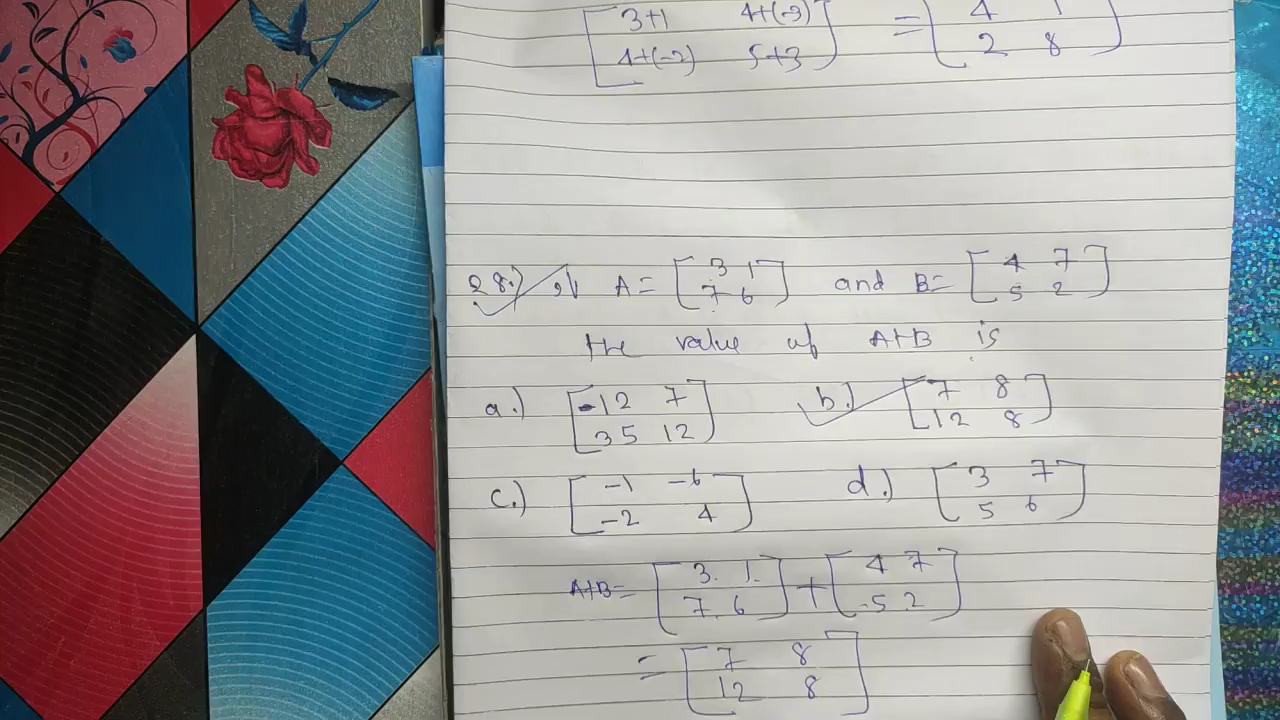 [3+1 4+(-3)] = [4 1]
[4+(-2) 5+3] [2 8]
28.) If A = [3 1] and B = [4 7]
[7 6] [5 2]
the value of A+B is
a.) [-12 7] b.) [7 8]
[35 12] [12 8]
c.) [-1 -6] d.) [3 7]
[-2 4] [5 6]
A+B = [3. 1.] + [4 7]
[7. 6] [5 2]
= [7 8]
[12 8]